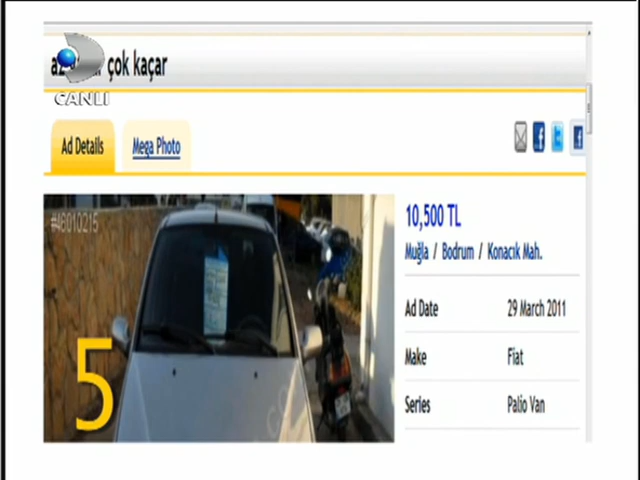 çok kaçar
CANLI
Ad Details
Mega Photo
#46010215
5
10,500 TL
Muğla / Bodrum / Konacık Mah.
Ad Date 29 March 2011
Make Fiat
Series Palio Van